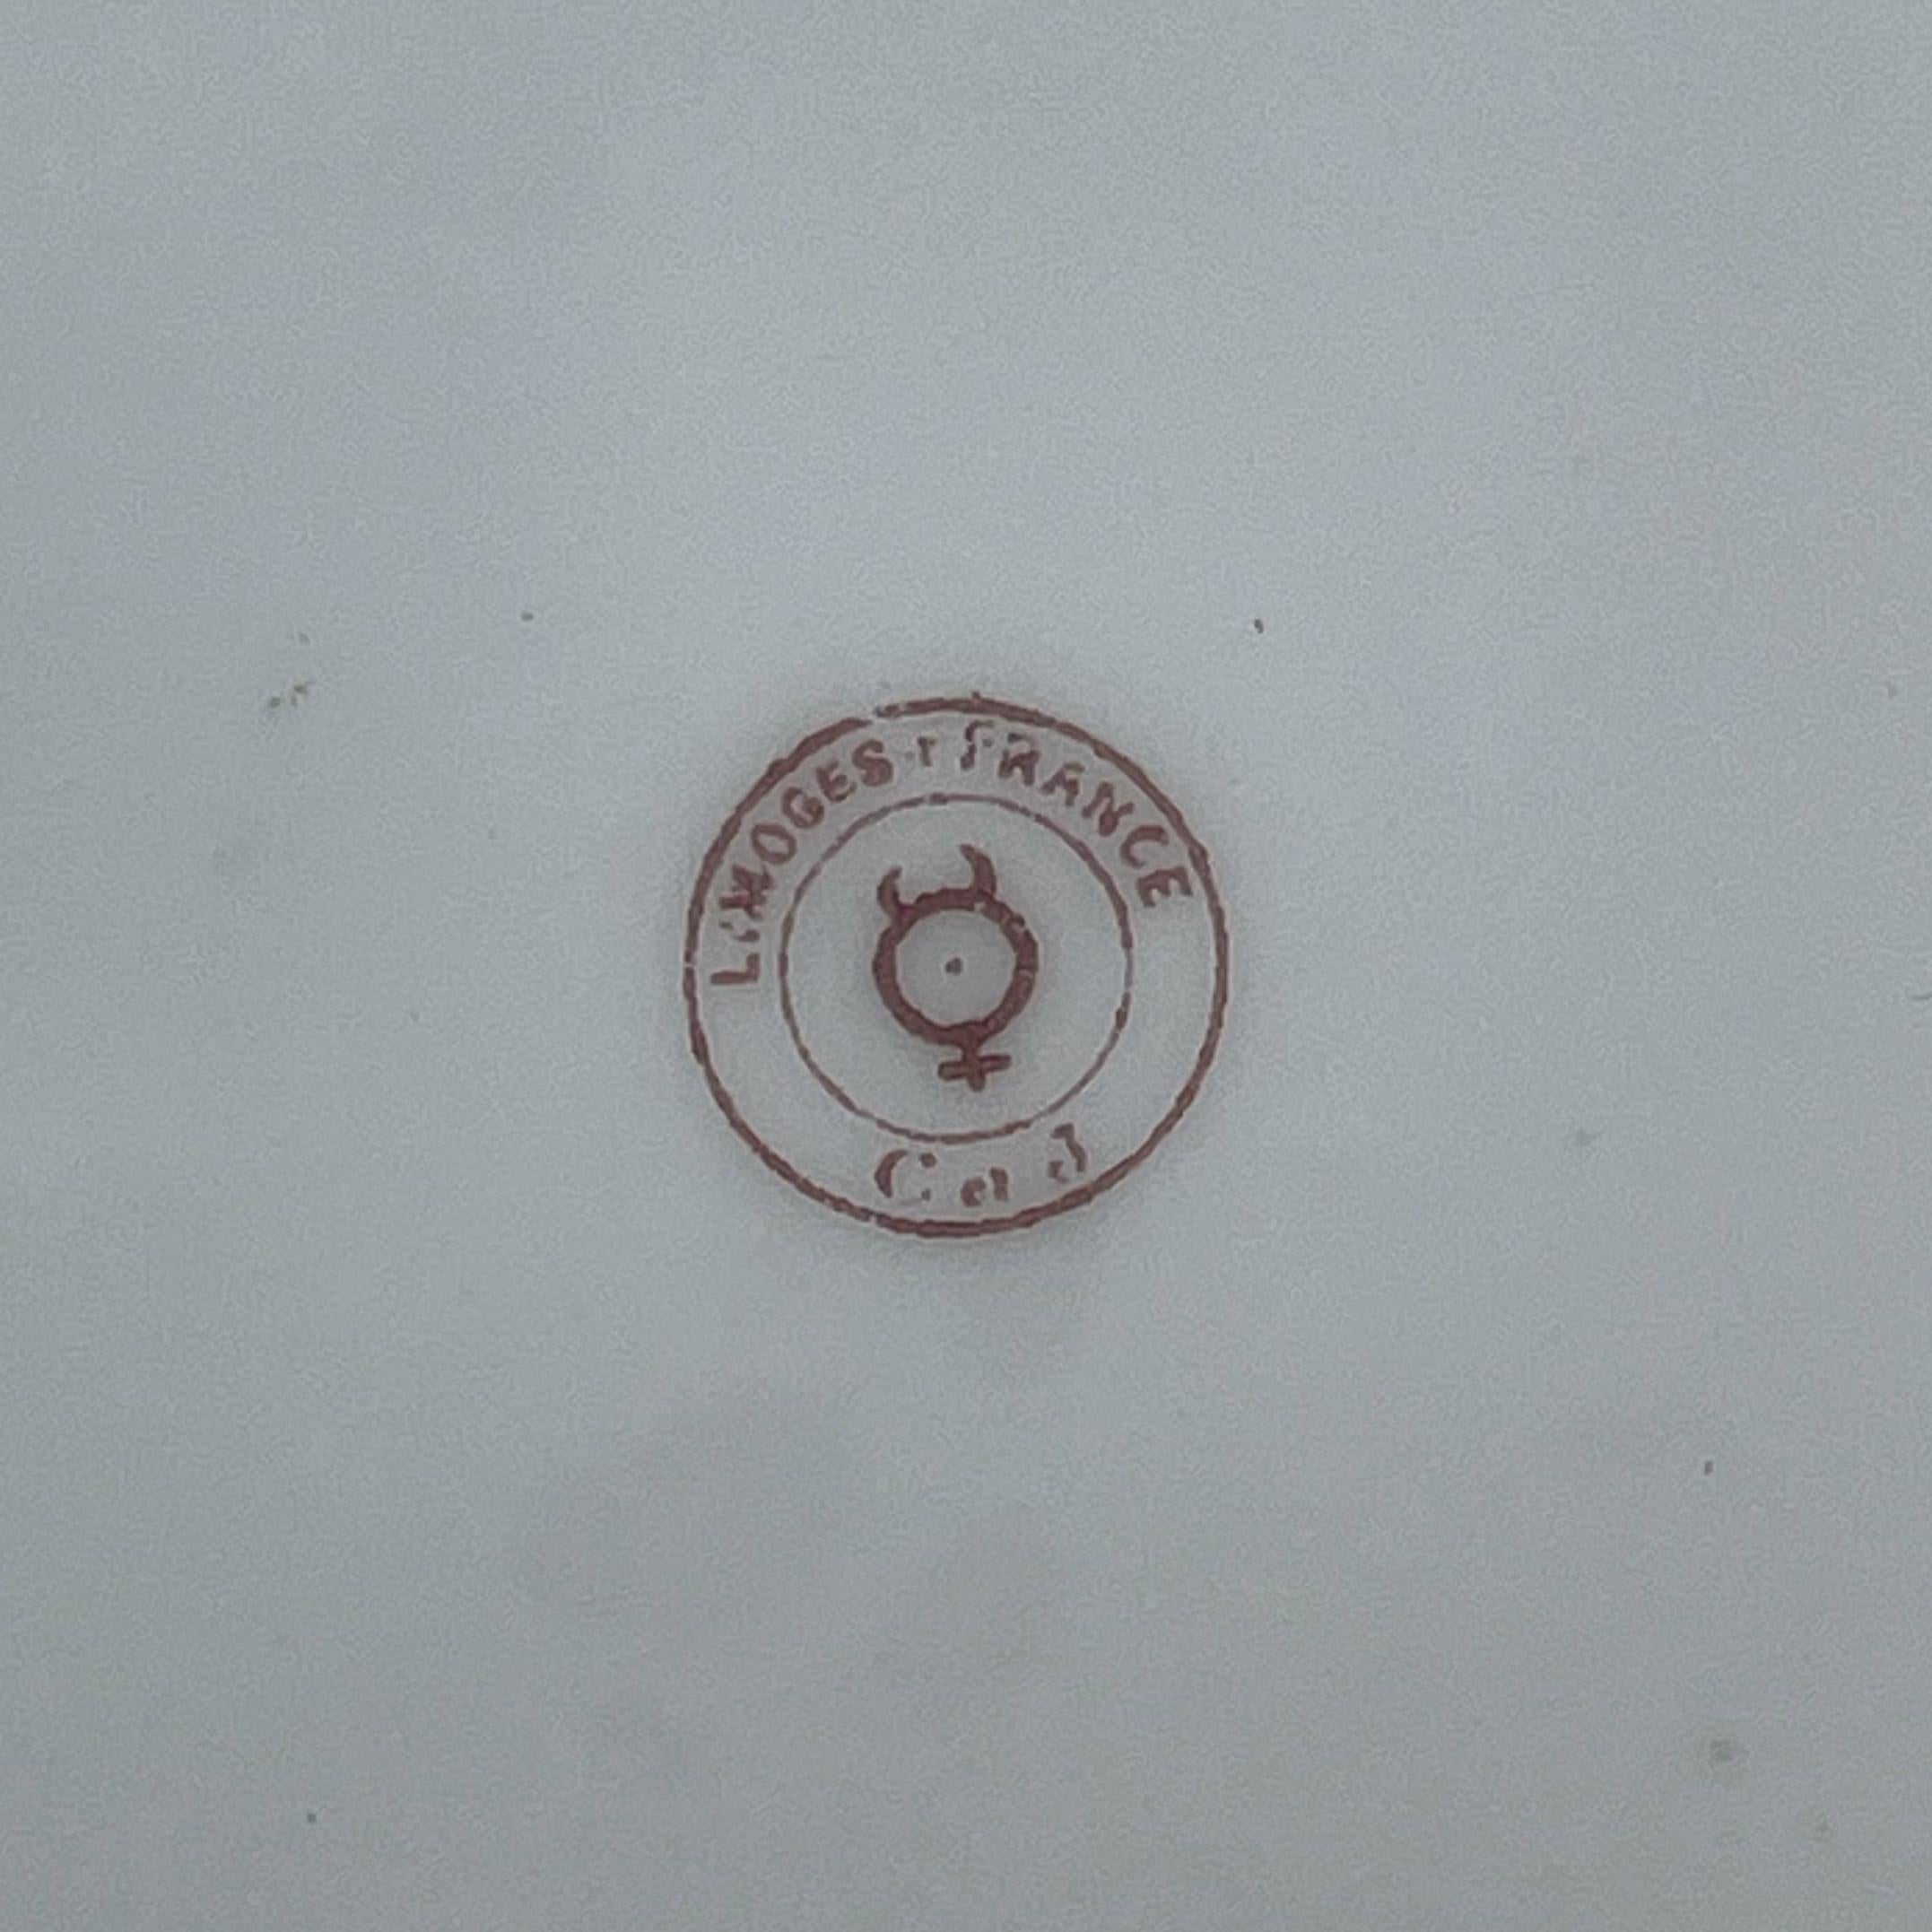 LIMOGES - FRANCE
C et J